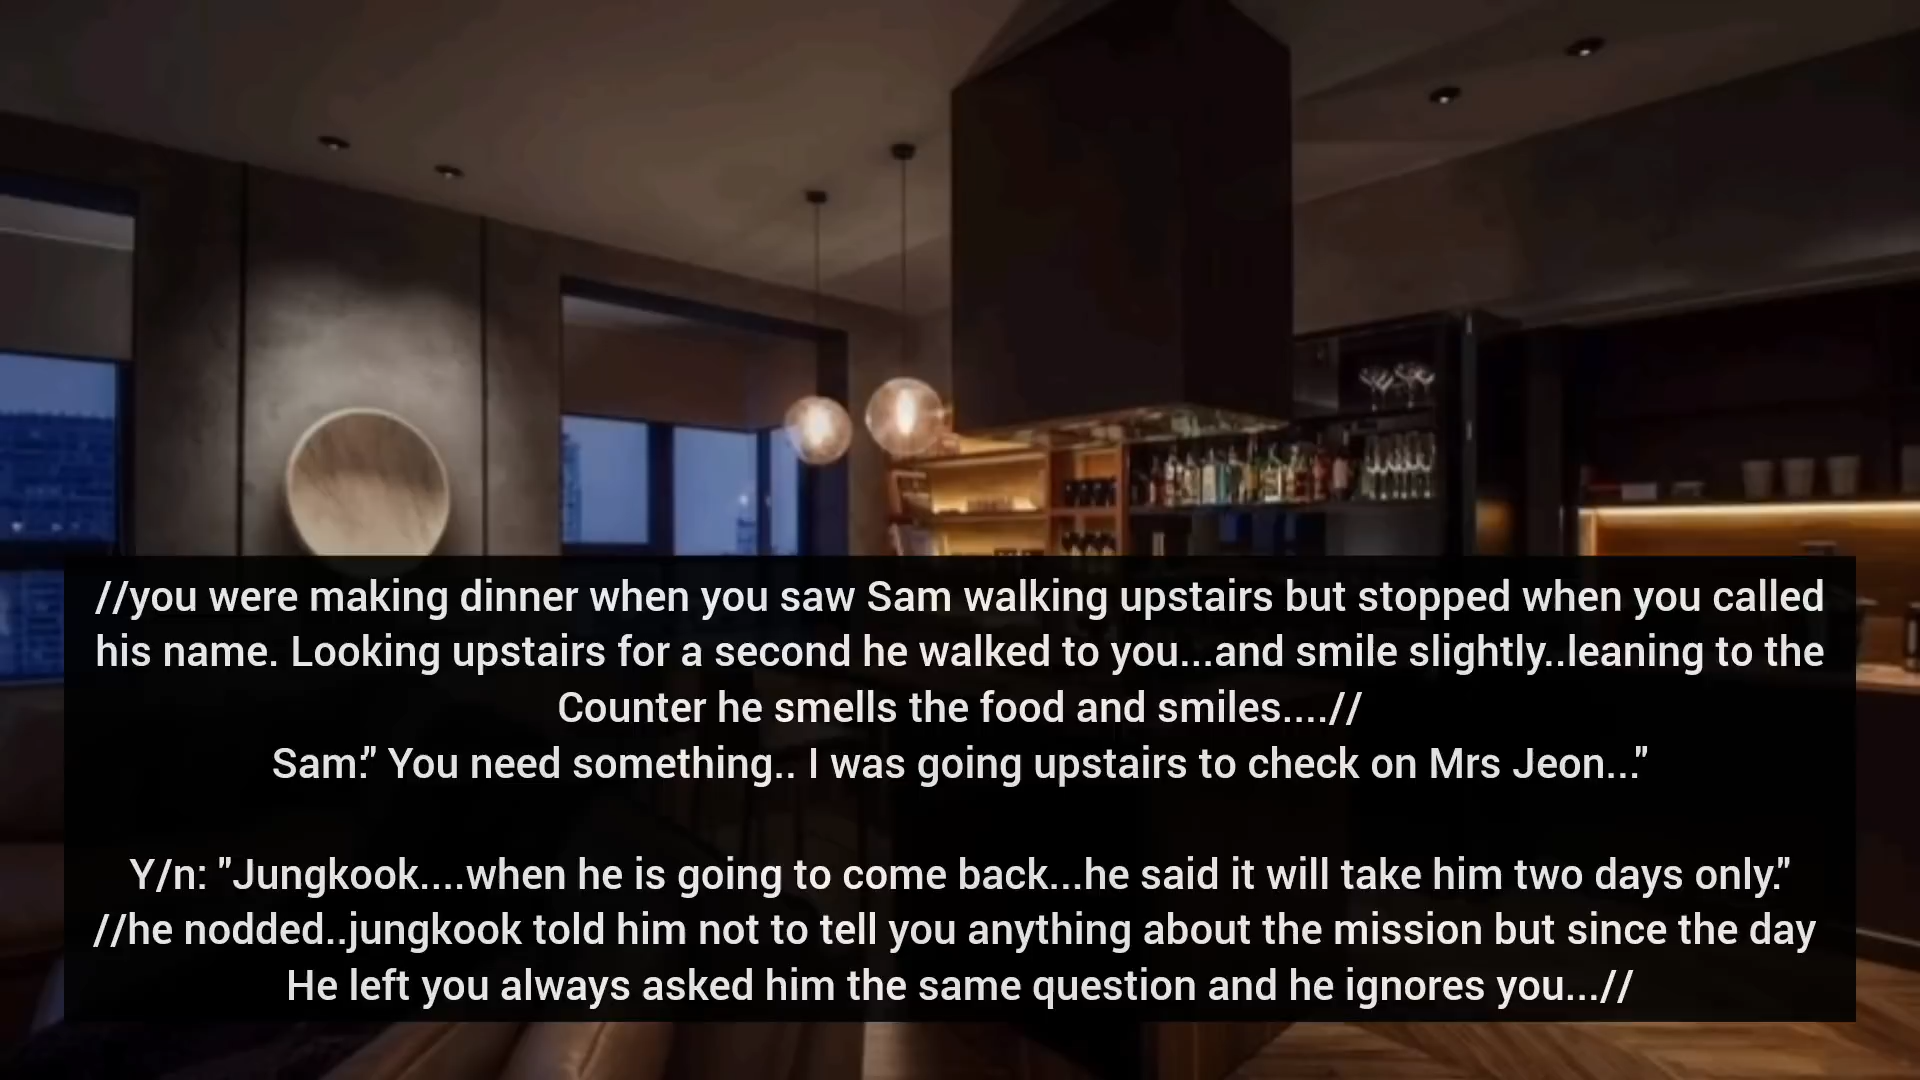 //you were making dinner when you saw Sam walking upstairs but stopped when you called
his name. Looking upstairs for a second he walked to you...and smile slightly..leaning to the
Counter he smells the food and smiles....//
Sam:" You need something.. I was going upstairs to check on Mrs Jeon..."
Y/n: "Jungkook....when he is going to come back...he said it will take him two days only."
//he nodded..jungkook told him not to tell you anything about the mission but since the day
He left you always asked him the same question and he ignores you...//